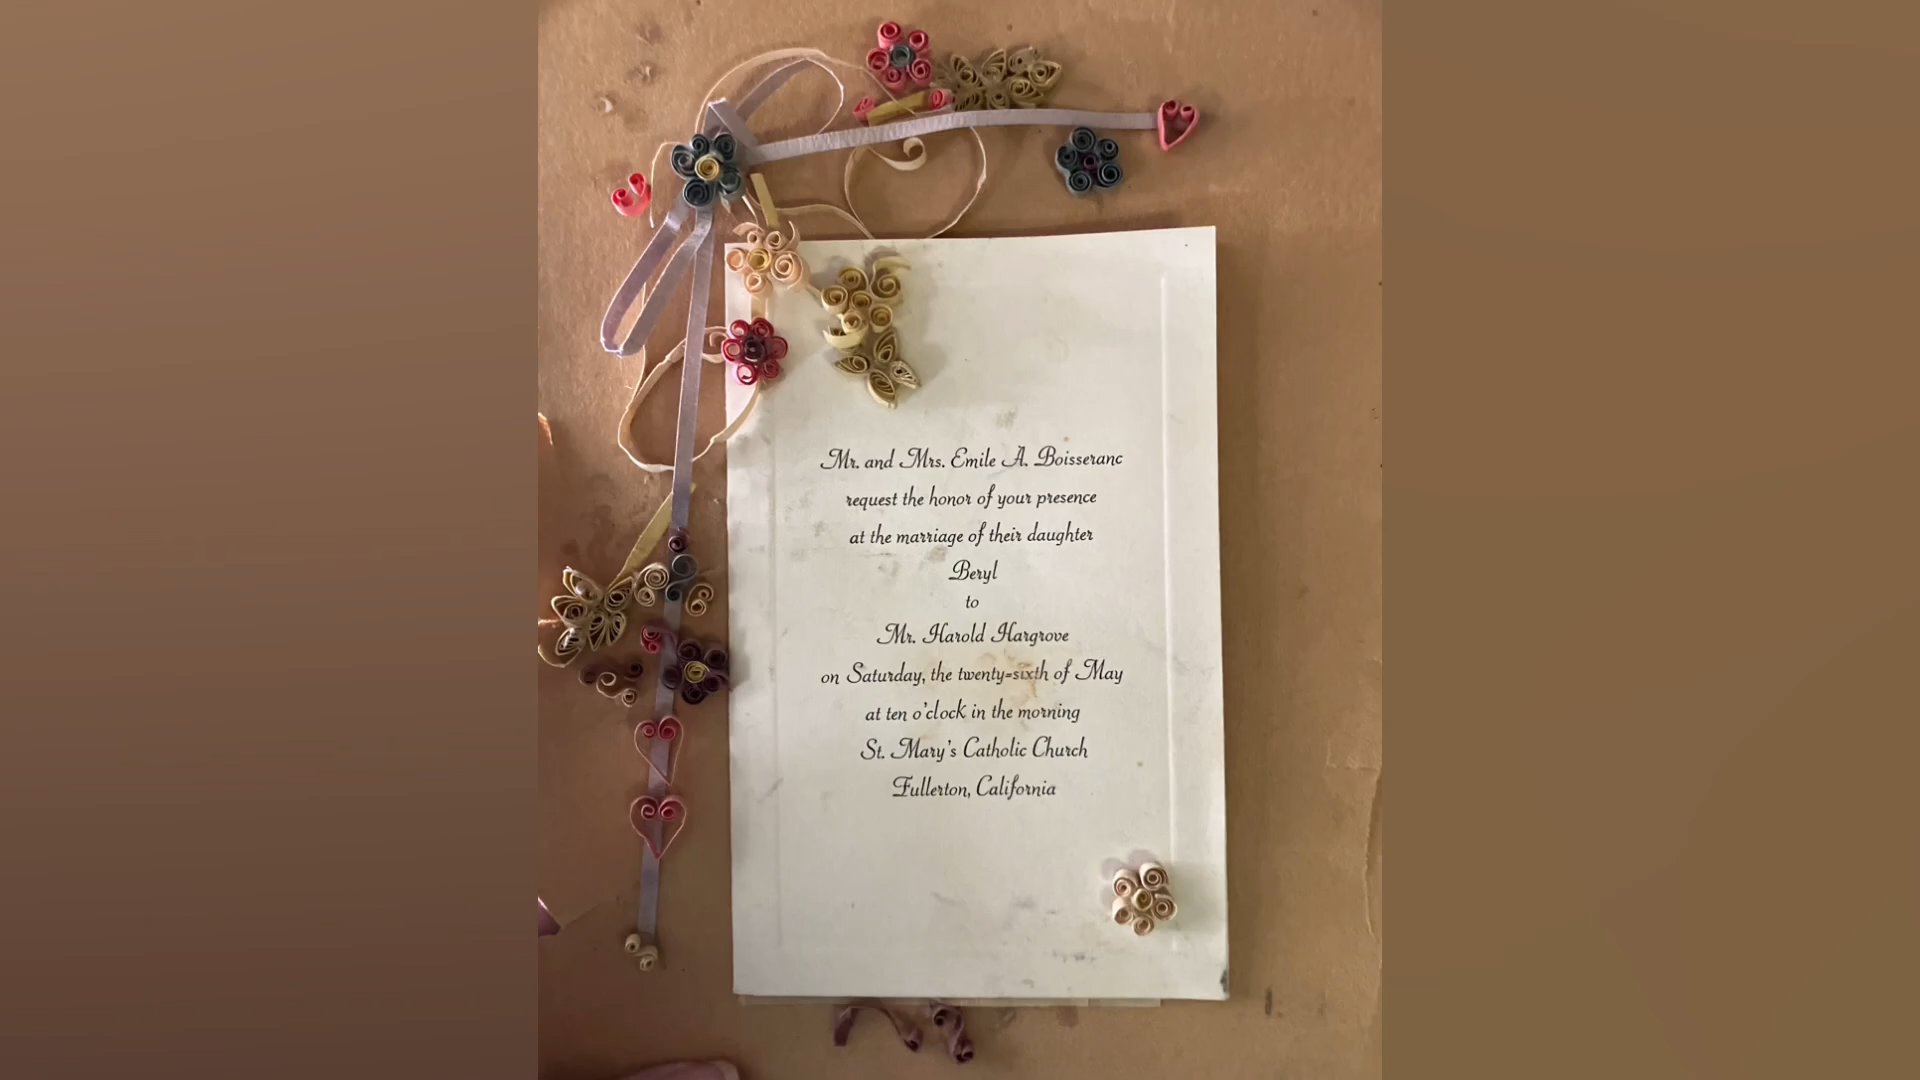 Mr. and Mrs. Emile A. Boisseranc
request the honor of your presence
at the marriage of their daughter
Beryl
to
Mr. Harold Hargrove
on Saturday, the twenty=sixth of May
at ten o'clock in the morning
St. Mary's Catholic Church
Fullerton, California